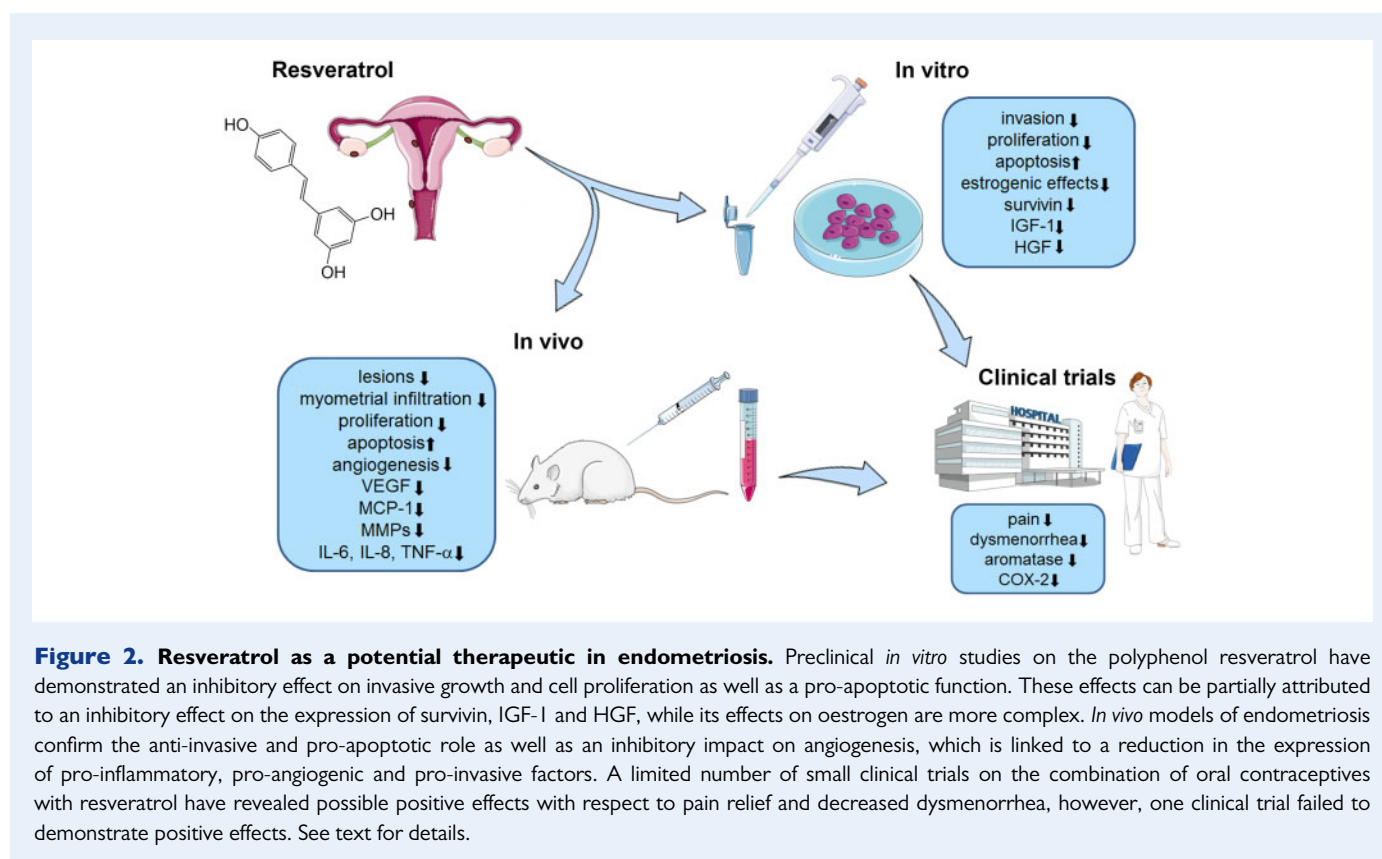 Resveratrol
HO
OH
OH
In vitro
invasion ⬇
proliferation ⬇
apoptosis⬆
estrogenic effects⬇
survivin ⬇
IGF-1⬇
HGF ⬇
In vivo
lesions ⬇
myometrial infiltration ⬇
proliferation ⬇
apoptosis⬆
angiogenesis ⬇
VEGF ⬇
MCP-1⬇
MMPs ⬇
IL-6, IL-8, TNF-α⬇
Clinical trials
HOSPITAL
pain ⬇
dysmenorrhea⬇
aromatase ⬇
COX-2⬇
Figure 2. Resveratrol as a potential therapeutic in endometriosis. Preclinical in vitro studies on the polyphenol resveratrol have
demonstrated an inhibitory effect on invasive growth and cell proliferation as well as a pro-apoptotic function. These effects can be partially attributed
to an inhibitory effect on the expression of survivin, IGF-1 and HGF, while its effects on oestrogen are more complex. In vivo models of endometriosis
confirm the anti-invasive and pro-apoptotic role as well as an inhibitory impact on angiogenesis, which is linked to a reduction in the expression
of pro-inflammatory, pro-angiogenic and pro-invasive factors. A limited number of small clinical trials on the combination of oral contraceptives
with resveratrol have revealed possible positive effects with respect to pain relief and decreased dysmenorrhea, however, one clinical trial failed to
demonstrate positive effects. See text for details.